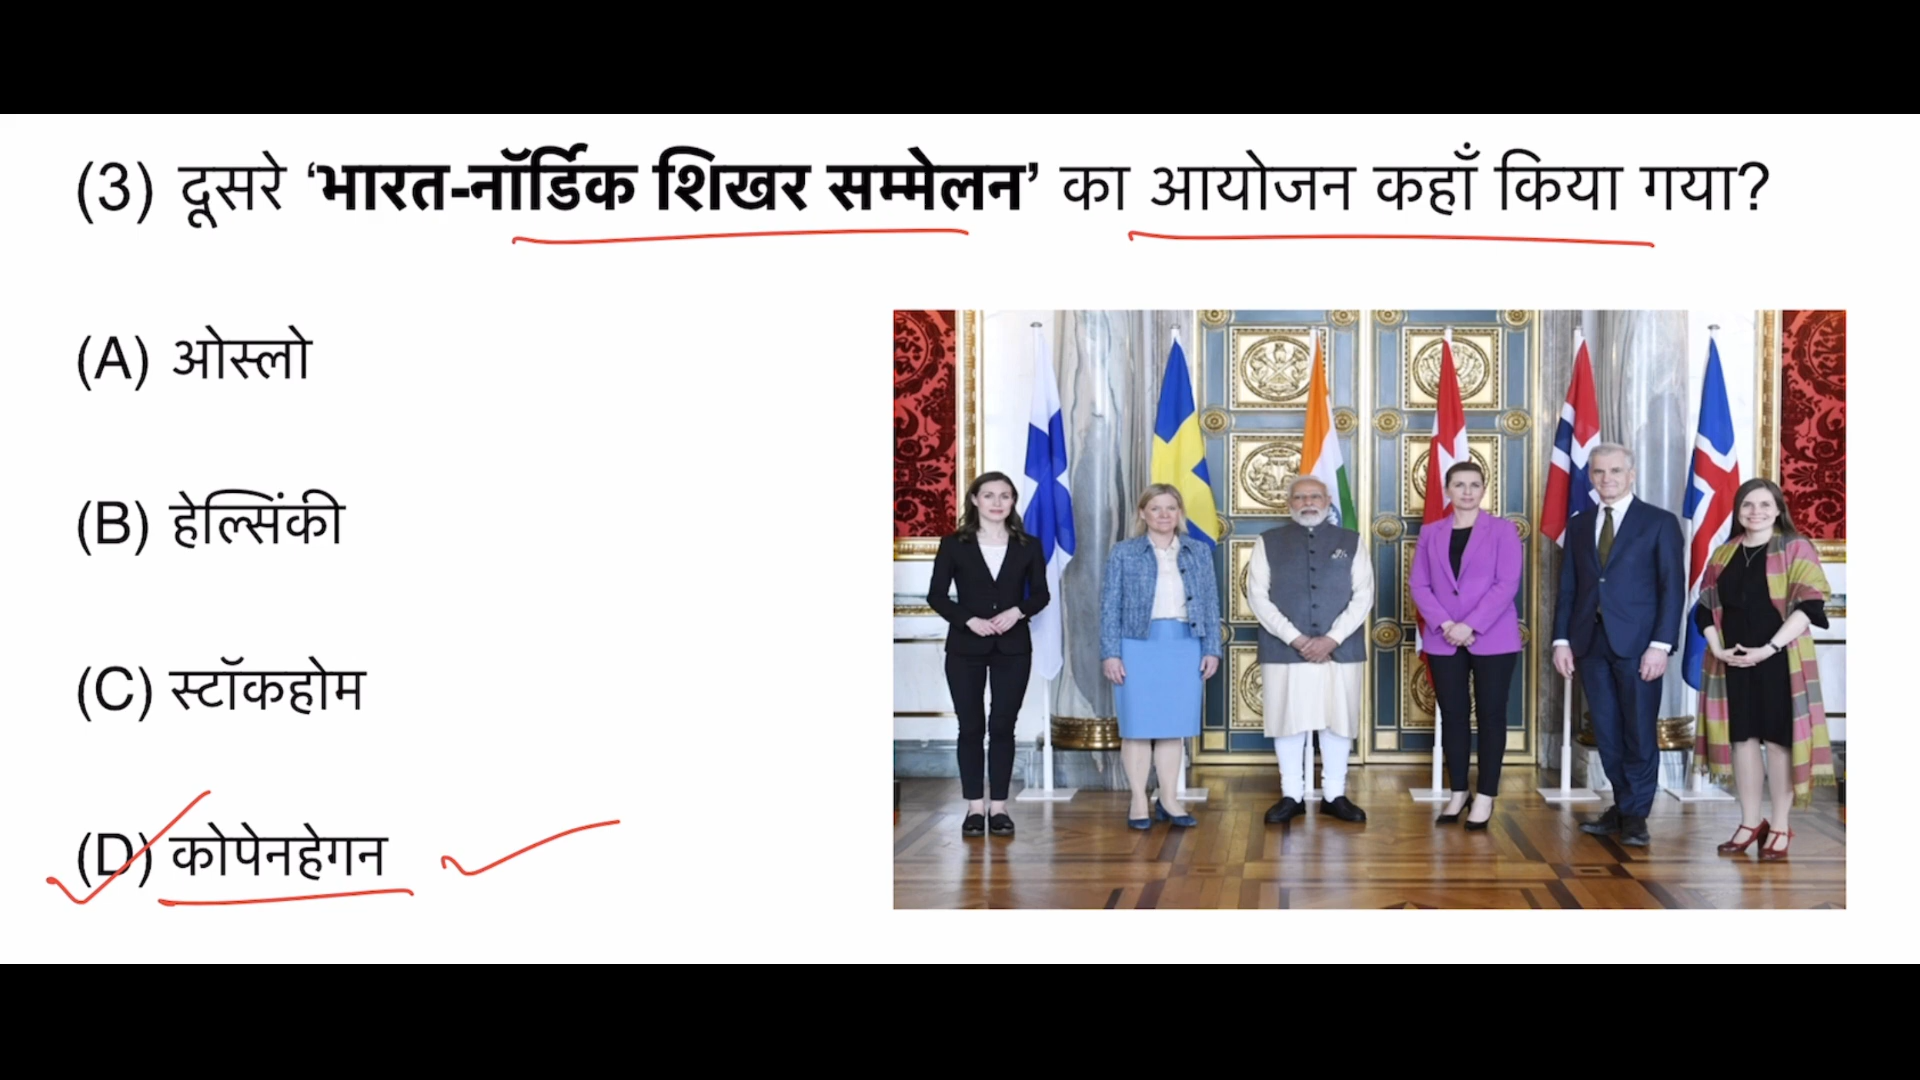 (3) दूसरे ‘भारत-नॉर्डिक शिखर सम्मेलन’ का आयोजन कहाँ किया गया?
(A) ओस्लो
(B) हेल्सिंकी
(C) स्टॉकहोम
(D) कोपेनहेगन